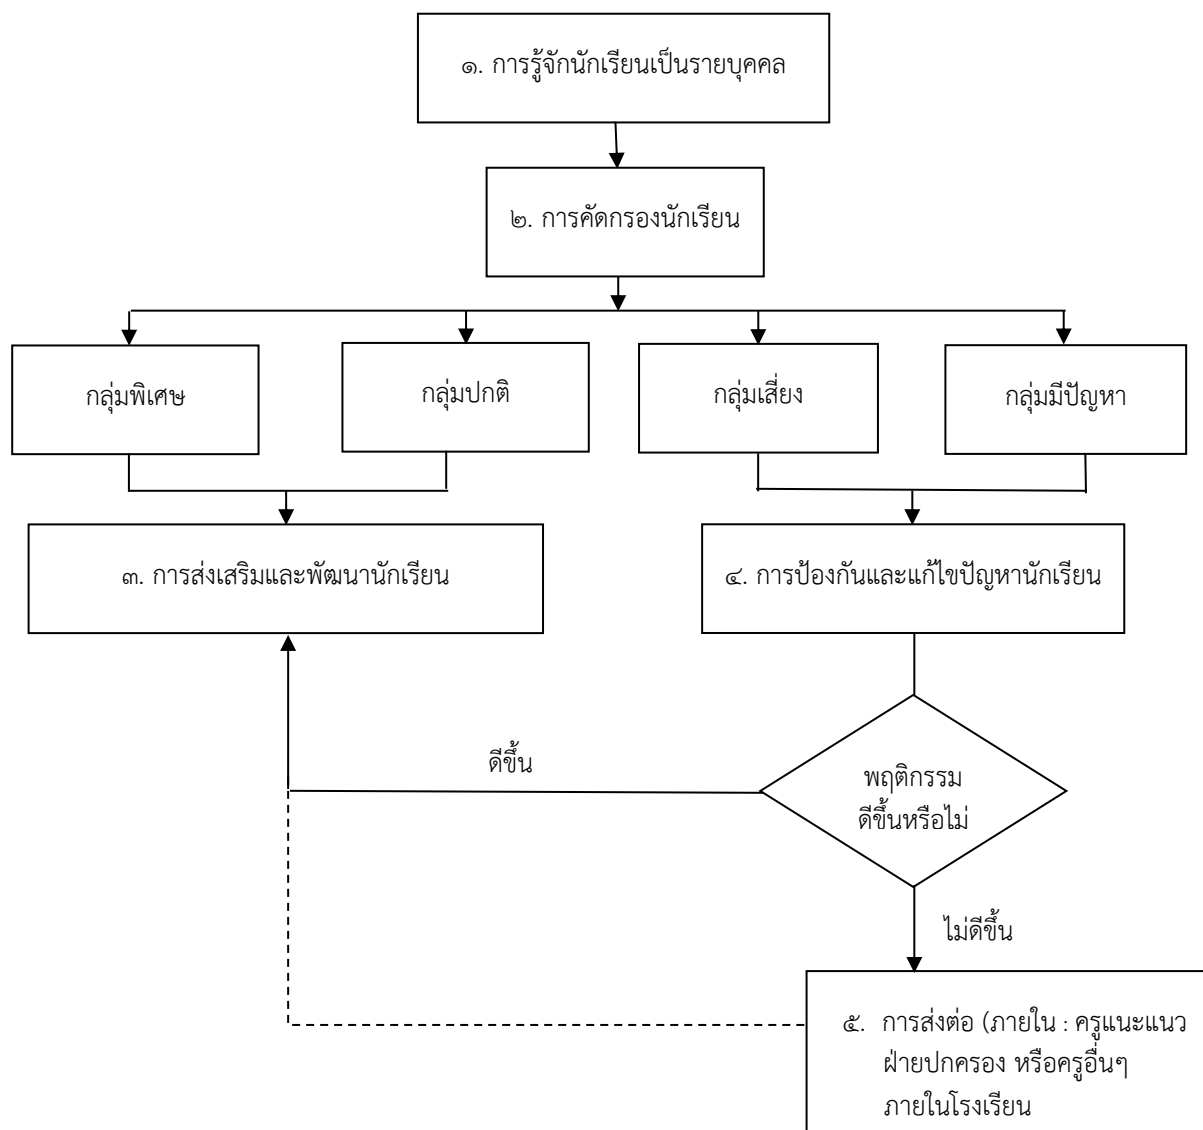 ๑. การรู้จักนักเรียนเป็นรายบุคคล
๒. การคัดกรองนักเรียน
กลุ่มพิเศษ
กลุ่มปกติ
กลุ่มเสี่ยง
กลุ่มมีปัญหา
๓. การส่งเสริมและพัฒนานักเรียน
๔. การป้องกันและแก้ไขปัญหานักเรียน
ดีขึ้น
พฤติกรรม
ดีขึ้นหรือไม่
ไม่ดีขึ้น
๕. การส่งต่อ (ภายใน : ครูแนะแนว
ฝ่ายปกครอง หรือครูอื่นๆ
ภายในโรงเรียน